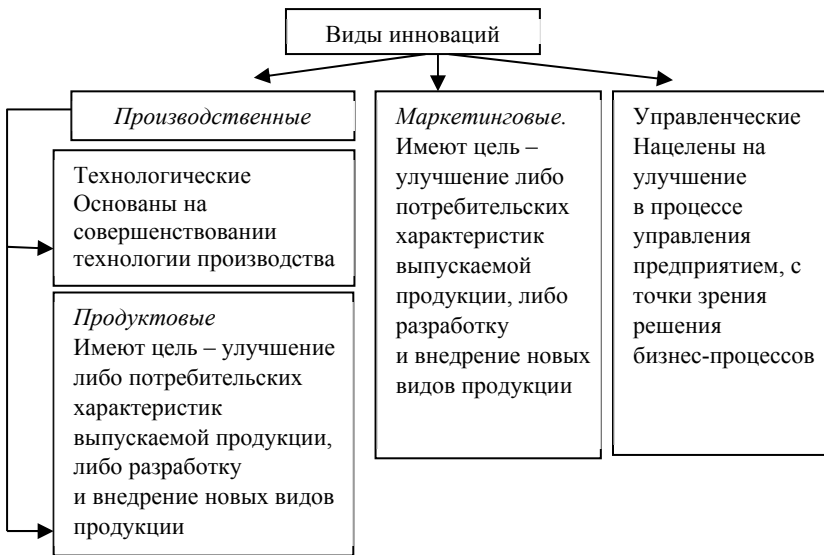 Виды инноваций
Производственные
Технологические
Основаны на
совершенствовании
технологии производства
Продуктовые
Имеют цель – улучшение
либо потребительских
характеристик
выпускаемой продукции,
либо разработку
и внедрение новых видов
продукции
Маркетинговые.
Имеют цель –
улучшение либо
потребительских
характеристик
выпускаемой
продукции, либо
разработку
и внедрение новых
видов продукции
Управленческие
Нацелены на
улучшение
в процессе
управления
предприятием, с
точки зрения
решения
бизнес-процессов